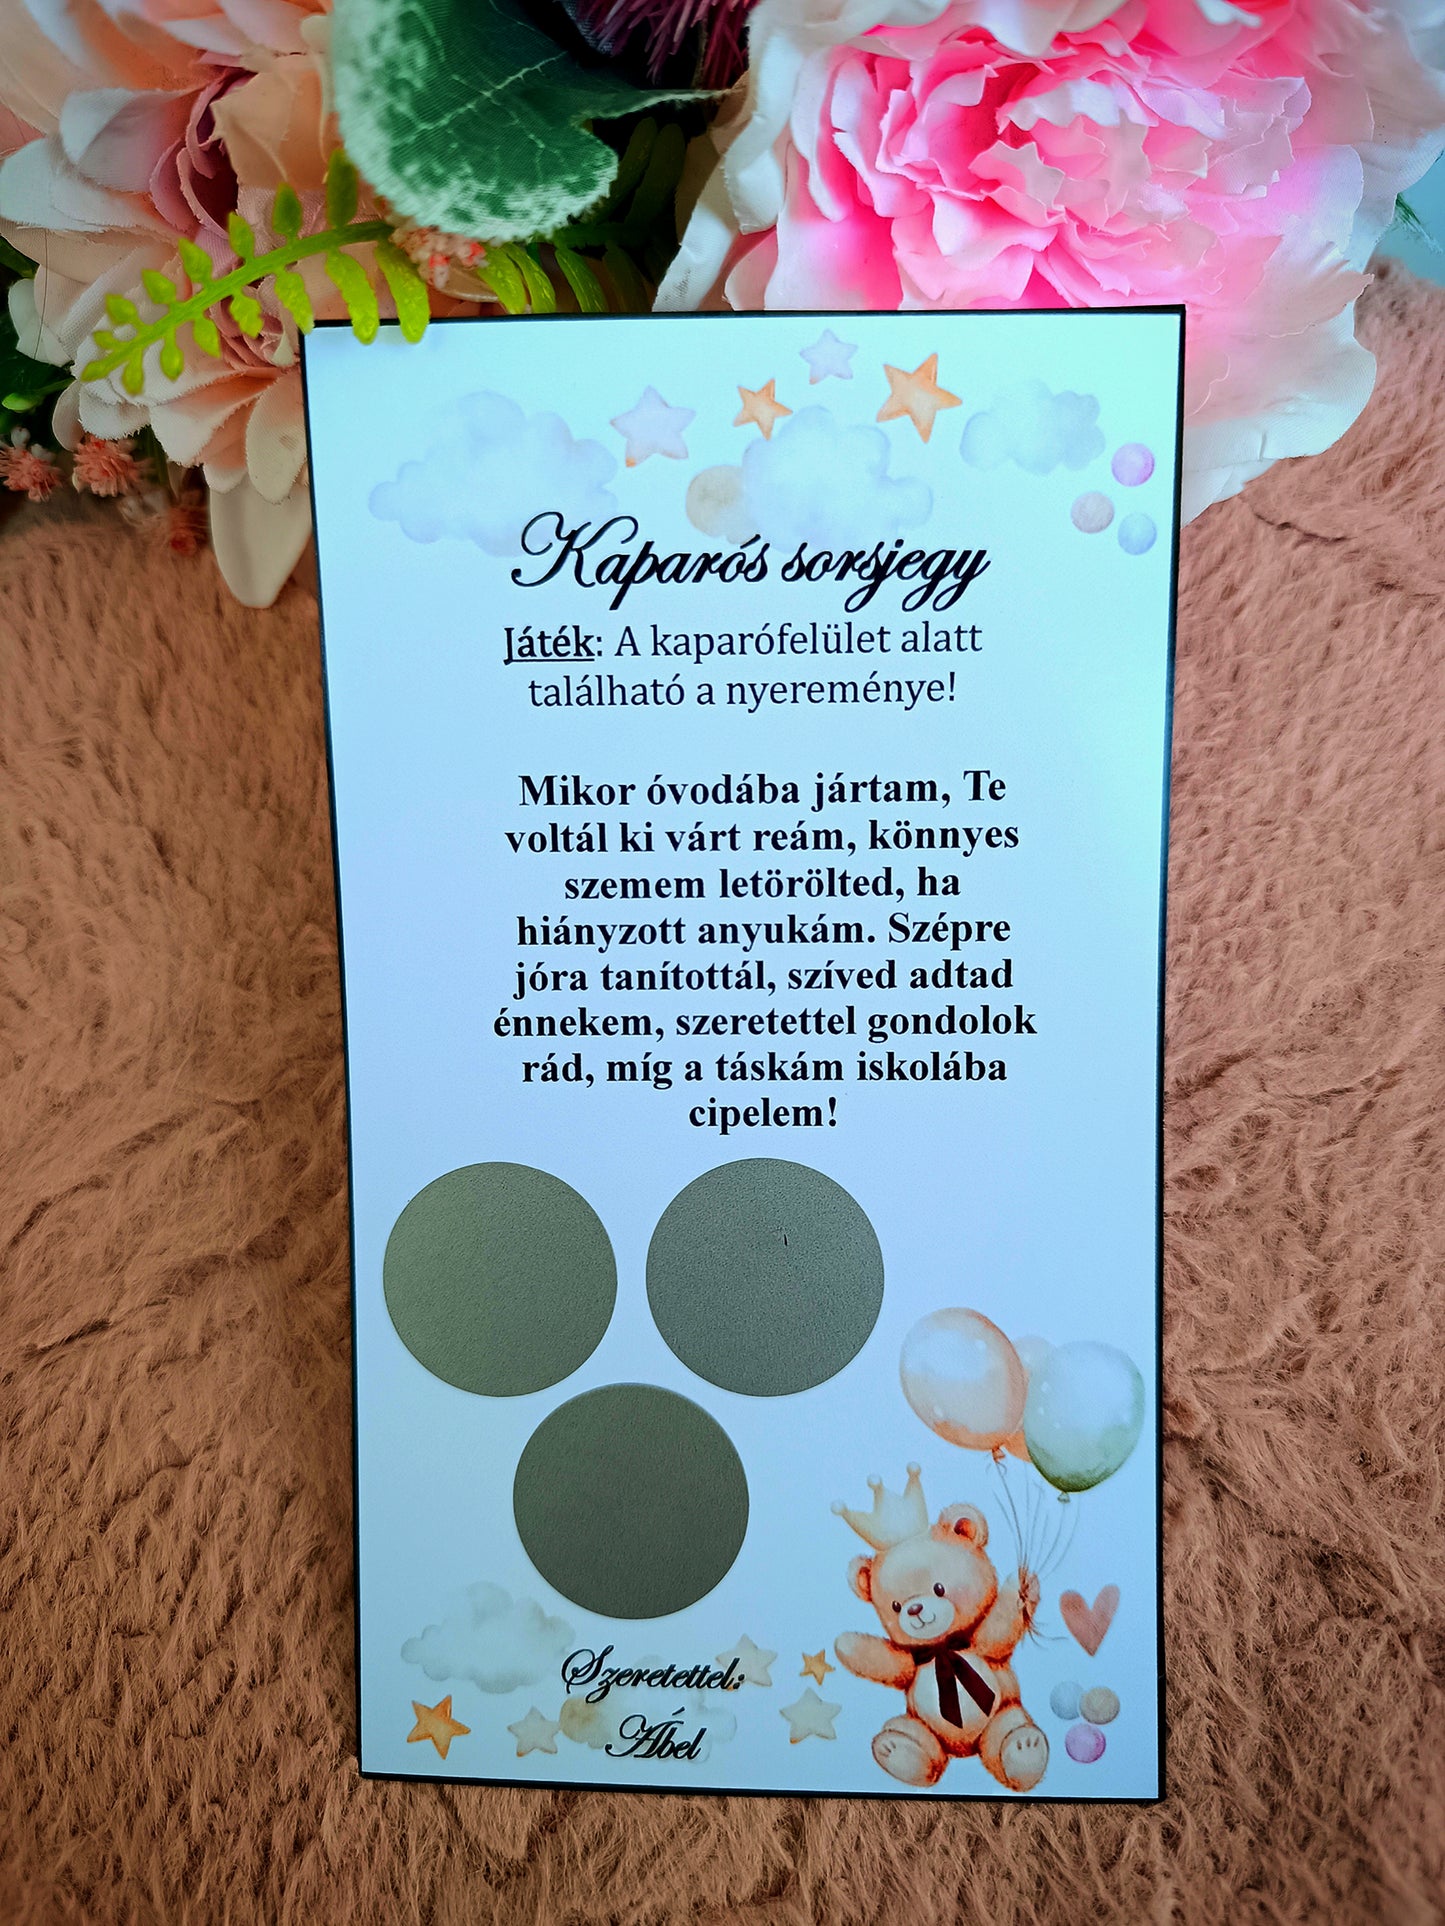 Kaparós sorsjegy
Játék: A kaparófelület alatt
található a nyereménye!
Mikor óvodába jártam, Te
voltál ki várt reám, könnyes
szemem letörölted, ha
hiányzott anyukám. Szépre
jóra tanítottál, szíved adtad
énnekem, szeretettel gondolok
rád, míg a táskám iskolába
cipelem!
Szeretettel:
Ábel